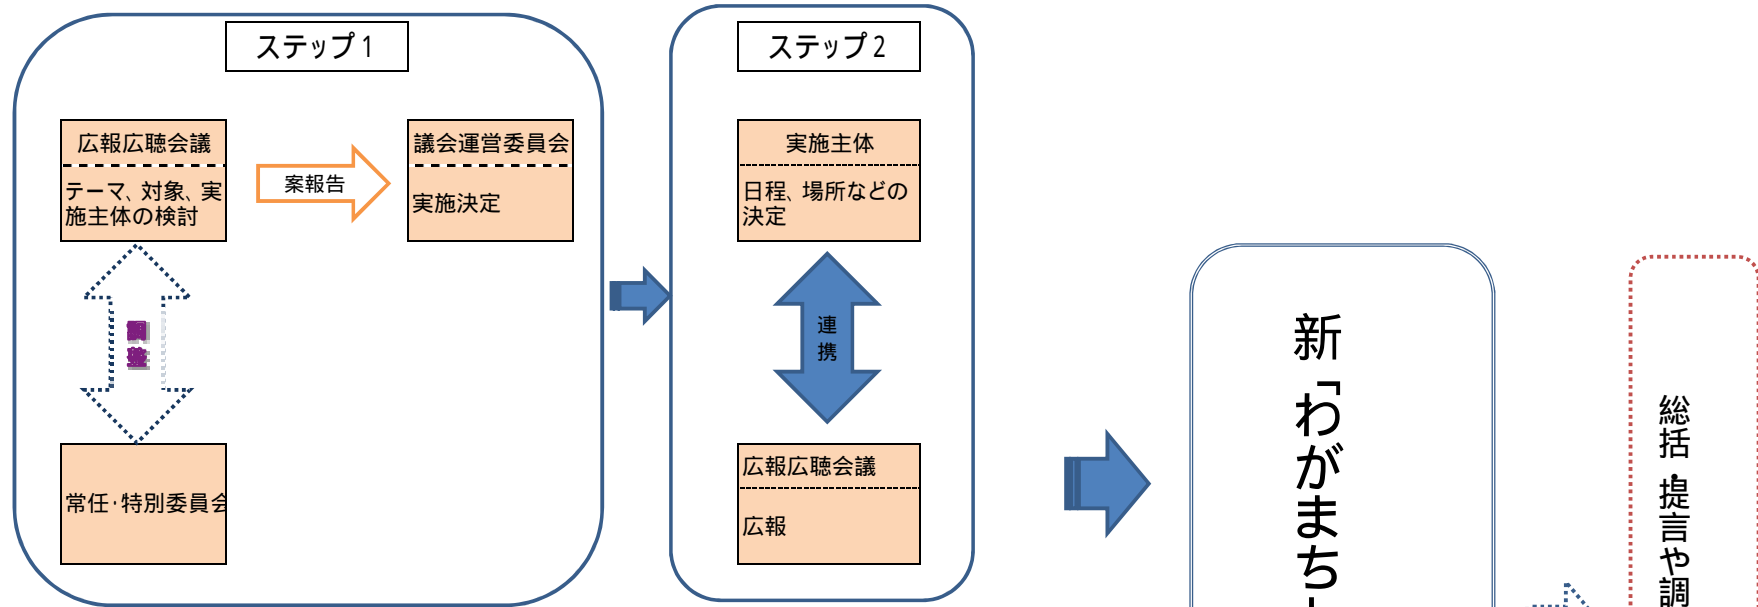 ステップ1
広報広聴会議
テーマ、対象、実
施主体の検討
案報告
議会運営委員会
実施決定
調
整
常任・特別委員会
ステップ2
実施主体
日程、場所などの
決定
連
携
広報広聴会議
広報
新「わがまち
総括・提言や調